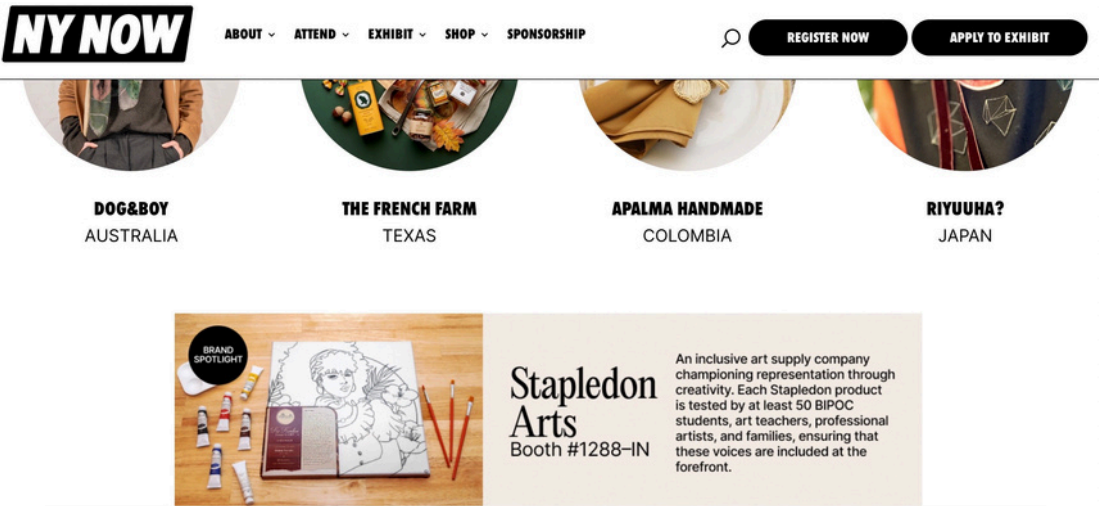 NY NOW
ABOUT
ATTEND
EXHIBIT
SHOP
SPONSORSHIP
REGISTER NOW
APPLY TO EXHIBIT
DOG&BOY
AUSTRALIA
THE FRENCH FARM
TEXAS
APALMA HANDMADE
COLOMBIA
RIYUUHA?
JAPAN
BRAND
SPOTLIGHT
Stapledon
Arts
Booth #1288–IN
An inclusive art supply company
championing representation through
creativity. Each Stapledon product
is tested by at least 50 BIPOC
students, art teachers, professional
artists, and families, ensuring that
these voices are included at the
forefront.